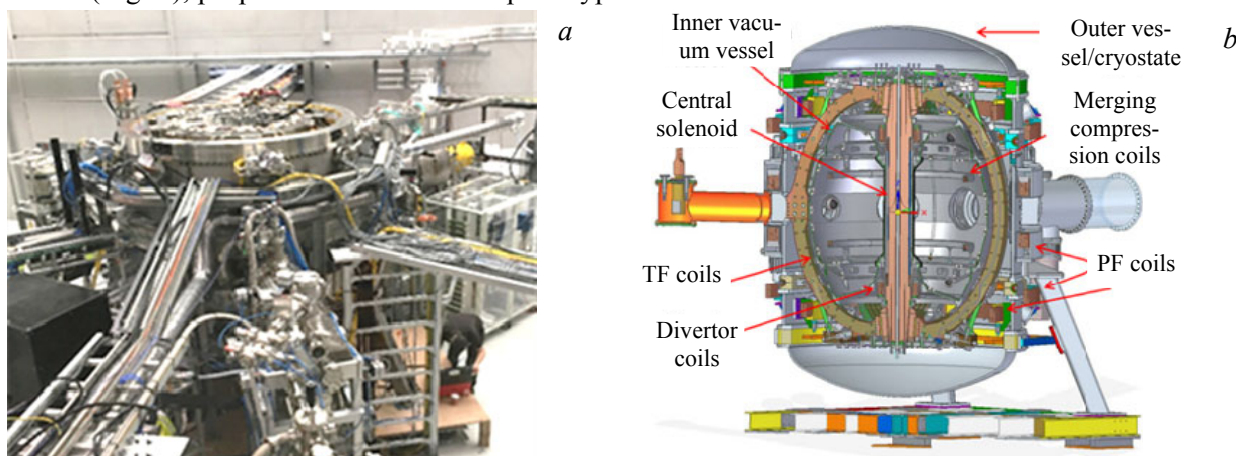 a
Inner vacu-
um vessel
Central
solenoid
TF coils
Divertor
coils
Outer ves-
sel/cryostate
Merging
compres-
sion coils
PF coils
b